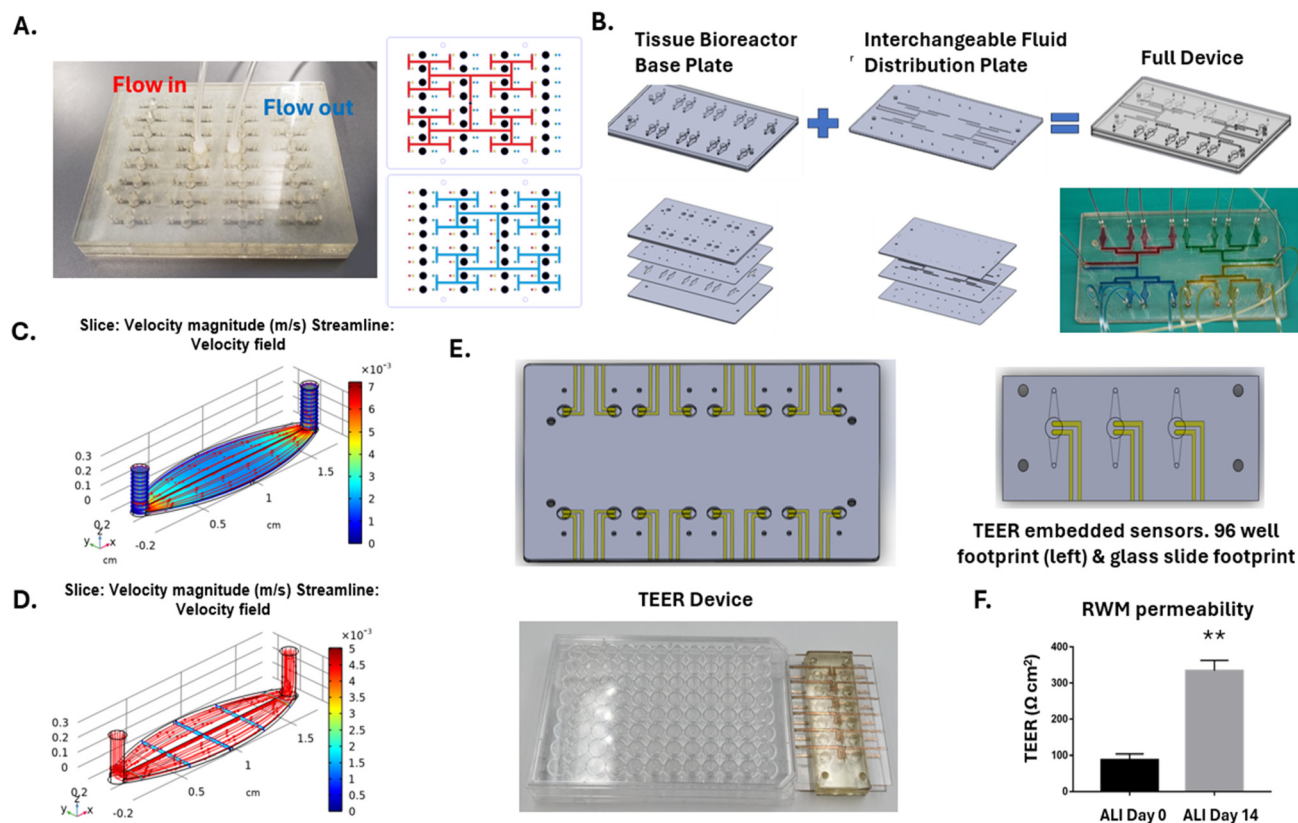 A.
Flow in
Flow out
B.
Tissue Bioreactor
Base Plate
Interchangeable Fluid
Distribution Plate
Full Device
C.
Slice: Velocity magnitude (m/s) Streamline:
Velocity field
×10⁻³
7
6
5
4
3
2
1
0
0.3
0.2
0.1
0
0.2
-0.2
0.5
1
1.5
cm
cm
z
y
x
D.
Slice: Velocity magnitude (m/s) Streamline:
Velocity field
×10⁻³
5
4.5
4
3.5
3
2.5
2
1.5
1
0.5
0
0.3
0.2
0.1
0
0.2
-0.2
0.5
1
1.5
cm
cm
z
y
x
E.
TEER embedded sensors. 96 well
footprint (left) & glass slide footprint
TEER Device
F.
RWM permeability
**
TEER (Ω cm²)
400
300
200
100
0
ALI Day 0
ALI Day 14